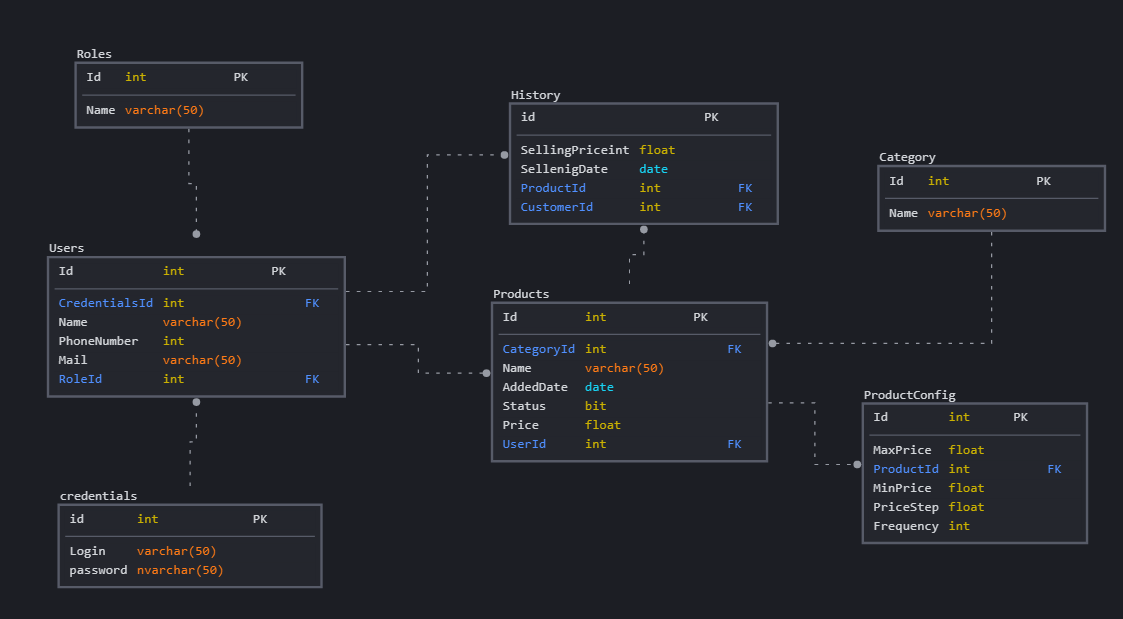 Roles
Id int PK
Name varchar(50)
History
id PK
SellingPriceint float
SellenigDate date
ProductId int FK
CustomerId int FK
Category
Id int PK
Name varchar(50)
Users
Id int PK
CredentialsId int FK
Name varchar(50)
PhoneNumber int
Mail varchar(50)
RoleId int FK
Products
Id int PK
CategoryId int FK
Name varchar(50)
AddedDate date
Status bit
Price float
UserId int FK
ProductConfig
Id int PK
MaxPrice float
ProductId int FK
MinPrice float
PriceStep float
Frequency int
credentials
id int PK
Login varchar(50)
password nvarchar(50)